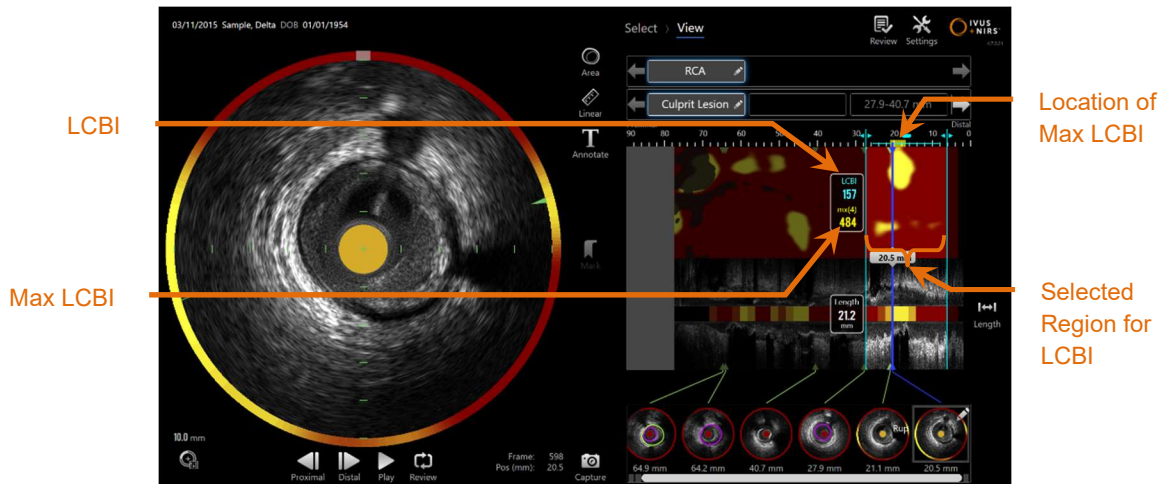 03/11/2015 Sample, Delta DOB 01/01/1954
Select > View
Review
Settings
IVUS
+NIRS
Area
Linear
T
Annotate
Mark
RCA
Culprit Lesion
27.9-40.7 mm
Distal
90 80 70 60 50 40 30 20 10 0
LCBI
157
mx(4)
484
20.5 mm
Length
21.2
mm
Length
LCBI
Max LCBI
Location of
Max LCBI
Selected
Region for
LCBI
Rup
64.9 mm 64.2 mm 40.7 mm 27.9 mm 21.1 mm 20.5 mm
10.0 mm
Proximal Distal Play Review
Frame: 598
Pos (mm): 20.5
Capture